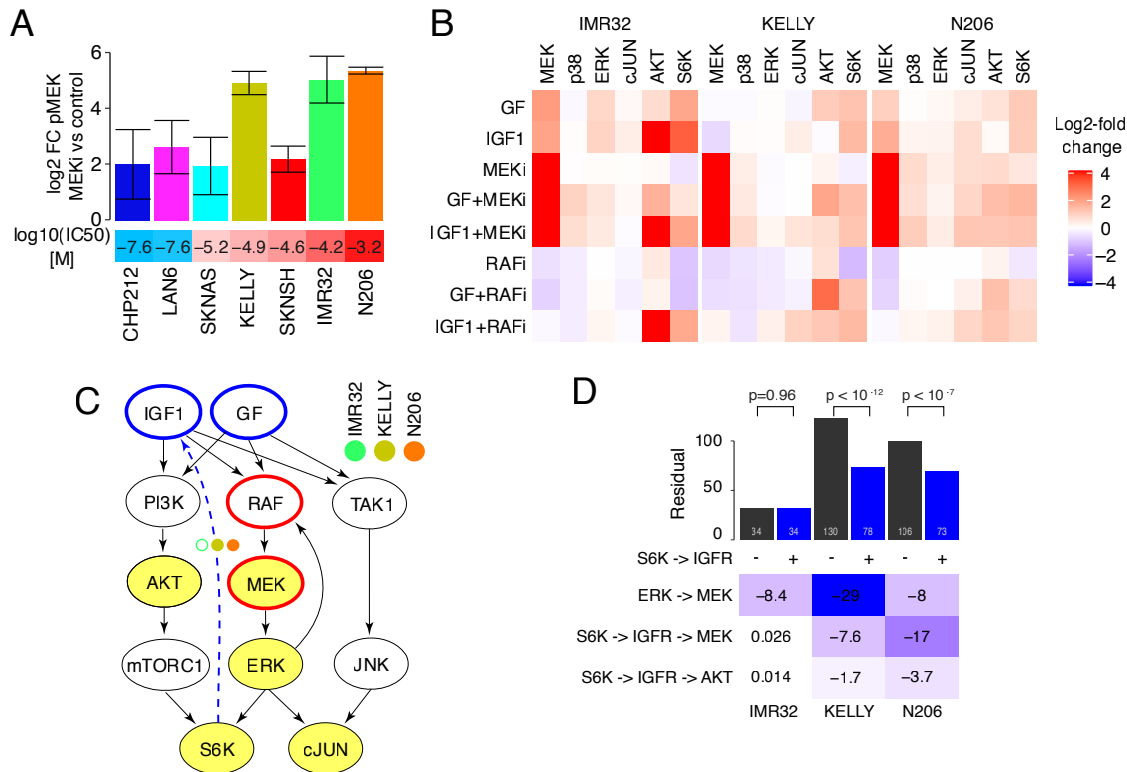 A
log2 FC pMEK
MEKi vs control
6
4
2
0
log10(IC50)
[M]
−7.6 −7.6 −5.2 −4.9 −4.6 −4.2 −3.2
CHP212 LAN6 SKNAS KELLY SKNSH IMR32 N206
B
IMR32 KELLY N206
MEK p38 ERK cJUN AKT S6K MEK p38 ERK cJUN AKT S6K MEK p38 ERK cJUN AKT S6K
GF
IGF1
MEKi
GF+MEKi
IGF1+MEKi
RAFi
GF+RAFi
IGF1+RAFi
Log2-fold
change
4
2
0
−2
−4
C
IGF1 GF
IMR32 KELLY N206
PI3K RAF TAK1
AKT MEK
mTORC1 ERK JNK
S6K cJUN
D
p=0.96 p < 10 -12 p < 10 -7
Residual
100
50
0
34 34 130 78 106 73
S6K -> IGFR - + - + - +
ERK -> MEK −8.4 −29 −8
S6K -> IGFR -> MEK 0.026 −7.6 −17
S6K -> IGFR -> AKT 0.014 −1.7 −3.7
IMR32 KELLY N206